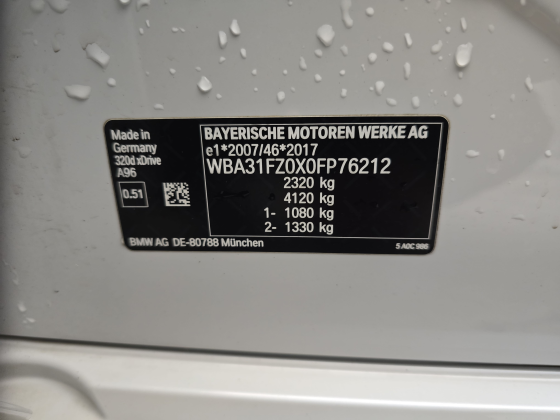 Made in
Germany
320d xDrive
A96
0.51
BAYERISCHE MOTOREN WERKE AG
e1*2007/46*2017
WBA31FZ0X0FP76212
2320 kg
4120 kg
1- 1080 kg
2- 1330 kg
BMW AG DE-80788 München
5 A0C 986